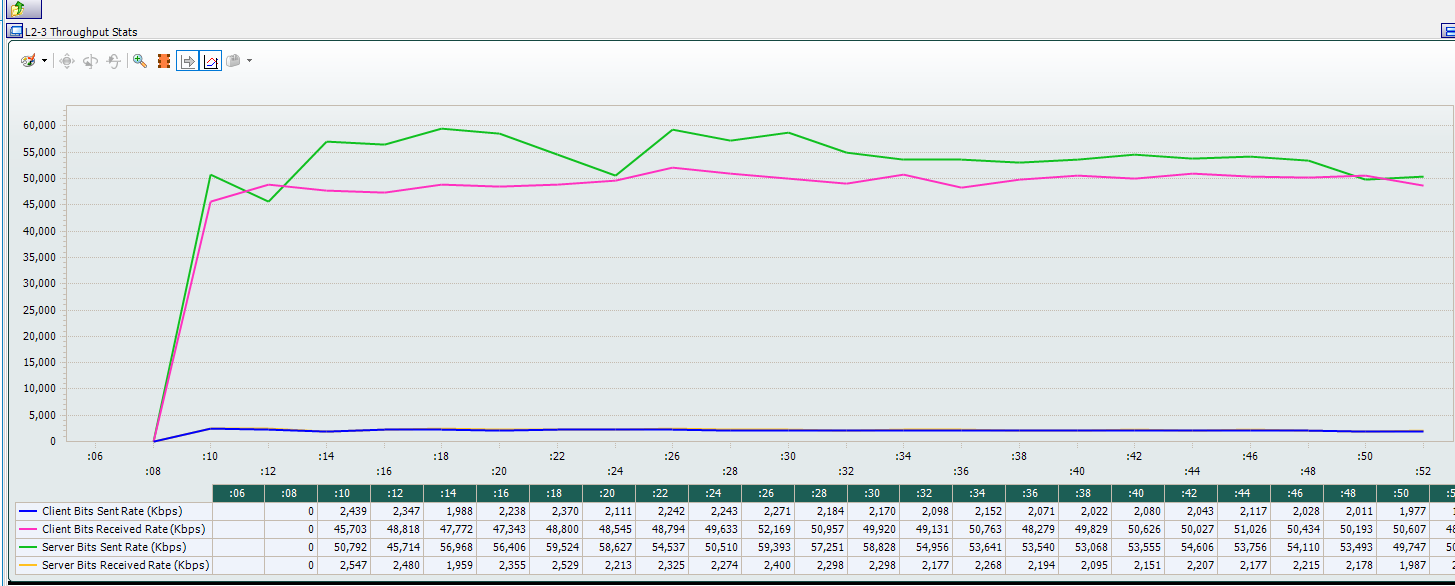 L2-3 Throughput Stats
60,000
55,000
50,000
45,000
40,000
35,000
30,000
25,000
20,000
15,000
10,000
5,000
0
:06 :10 :14 :18 :22 :26 :30 :34 :38 :42 :46 :50
:08 :12 :16 :20 :24 :28 :32 :36 :40 :44 :48 :52
:06 :08 :10 :12 :14 :16 :18 :20 :22 :24 :26 :28 :30 :32 :34 :36 :38 :40 :42 :44 :46 :48 :50
Client Bits Sent Rate (Kbps) 0 2,439 2,347 1,988 2,238 2,370 2,111 2,242 2,243 2,271 2,184 2,170 2,098 2,152 2,071 2,022 2,080 2,043 2,117 2,028 2,011 1,977 1
Client Bits Received Rate (Kbps) 0 45,703 48,818 47,772 47,343 48,800 48,545 48,794 49,633 52,169 50,957 49,920 49,131 50,763 48,279 49,829 50,626 50,027 51,026 50,434 50,193 50,607 48
Server Bits Sent Rate (Kbps) 0 50,792 45,714 56,968 56,406 59,524 58,627 54,537 50,510 59,393 57,251 58,828 54,956 53,641 53,540 53,068 53,555 54,606 53,756 54,110 53,493 49,747 50
Server Bits Received Rate (Kbps) 0 2,547 2,480 1,959 2,355 2,529 2,213 2,325 2,274 2,400 2,298 2,298 2,177 2,268 2,194 2,095 2,151 2,207 2,177 2,215 2,178 1,987 2